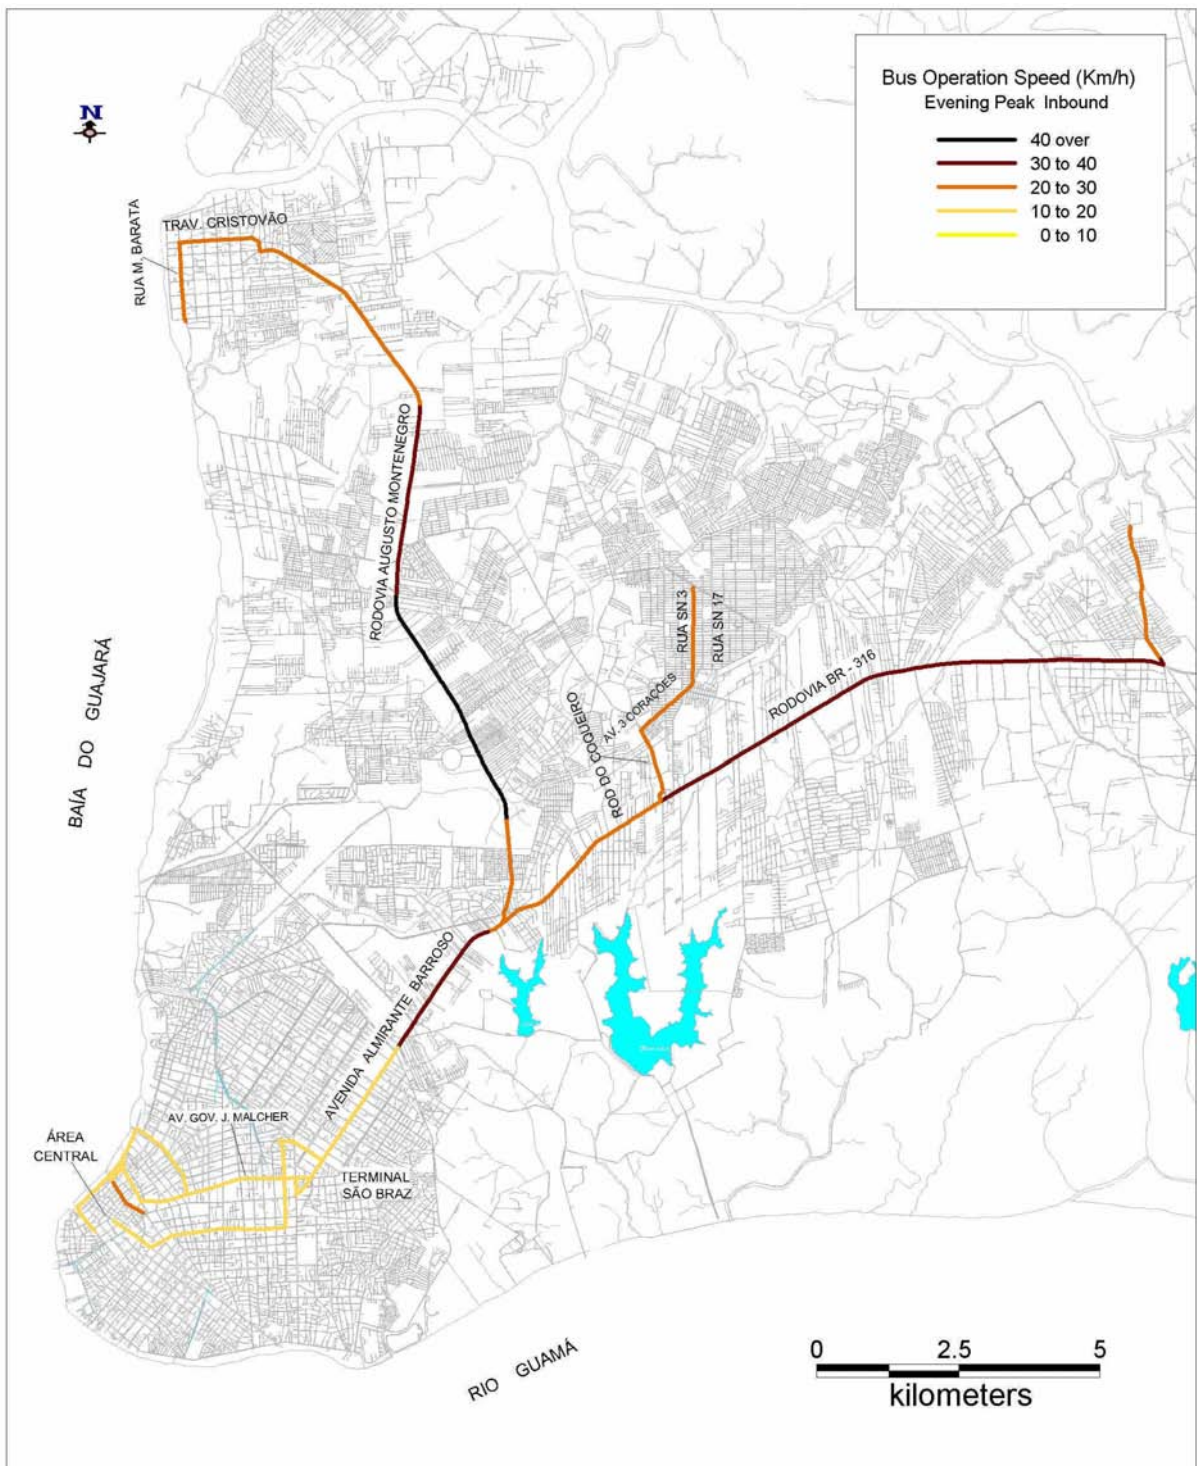 Bus Operation Speed (Km/h)
Evening Peak Inbound
40 over
30 to 40
20 to 30
10 to 20
0 to 10
N
TRAV. CRISTOVÃO
RUA M. BARATA
RODOVIA AUGUSTO MONTENEGRO
RUA SN 3
RUA SN 17
AV. 3 CORAÇÕES
ROD DO COQUEIRO
RODOVIA BR - 316
BAÍA DO GUAJARÁ
AVENIDA ALMIRANTE BARROSO
AV. GOV. J. MALCHER
ÁREA
CENTRAL
TERMINAL
SÃO BRAZ
RIO GUAMÁ
0 2.5 5
kilometers